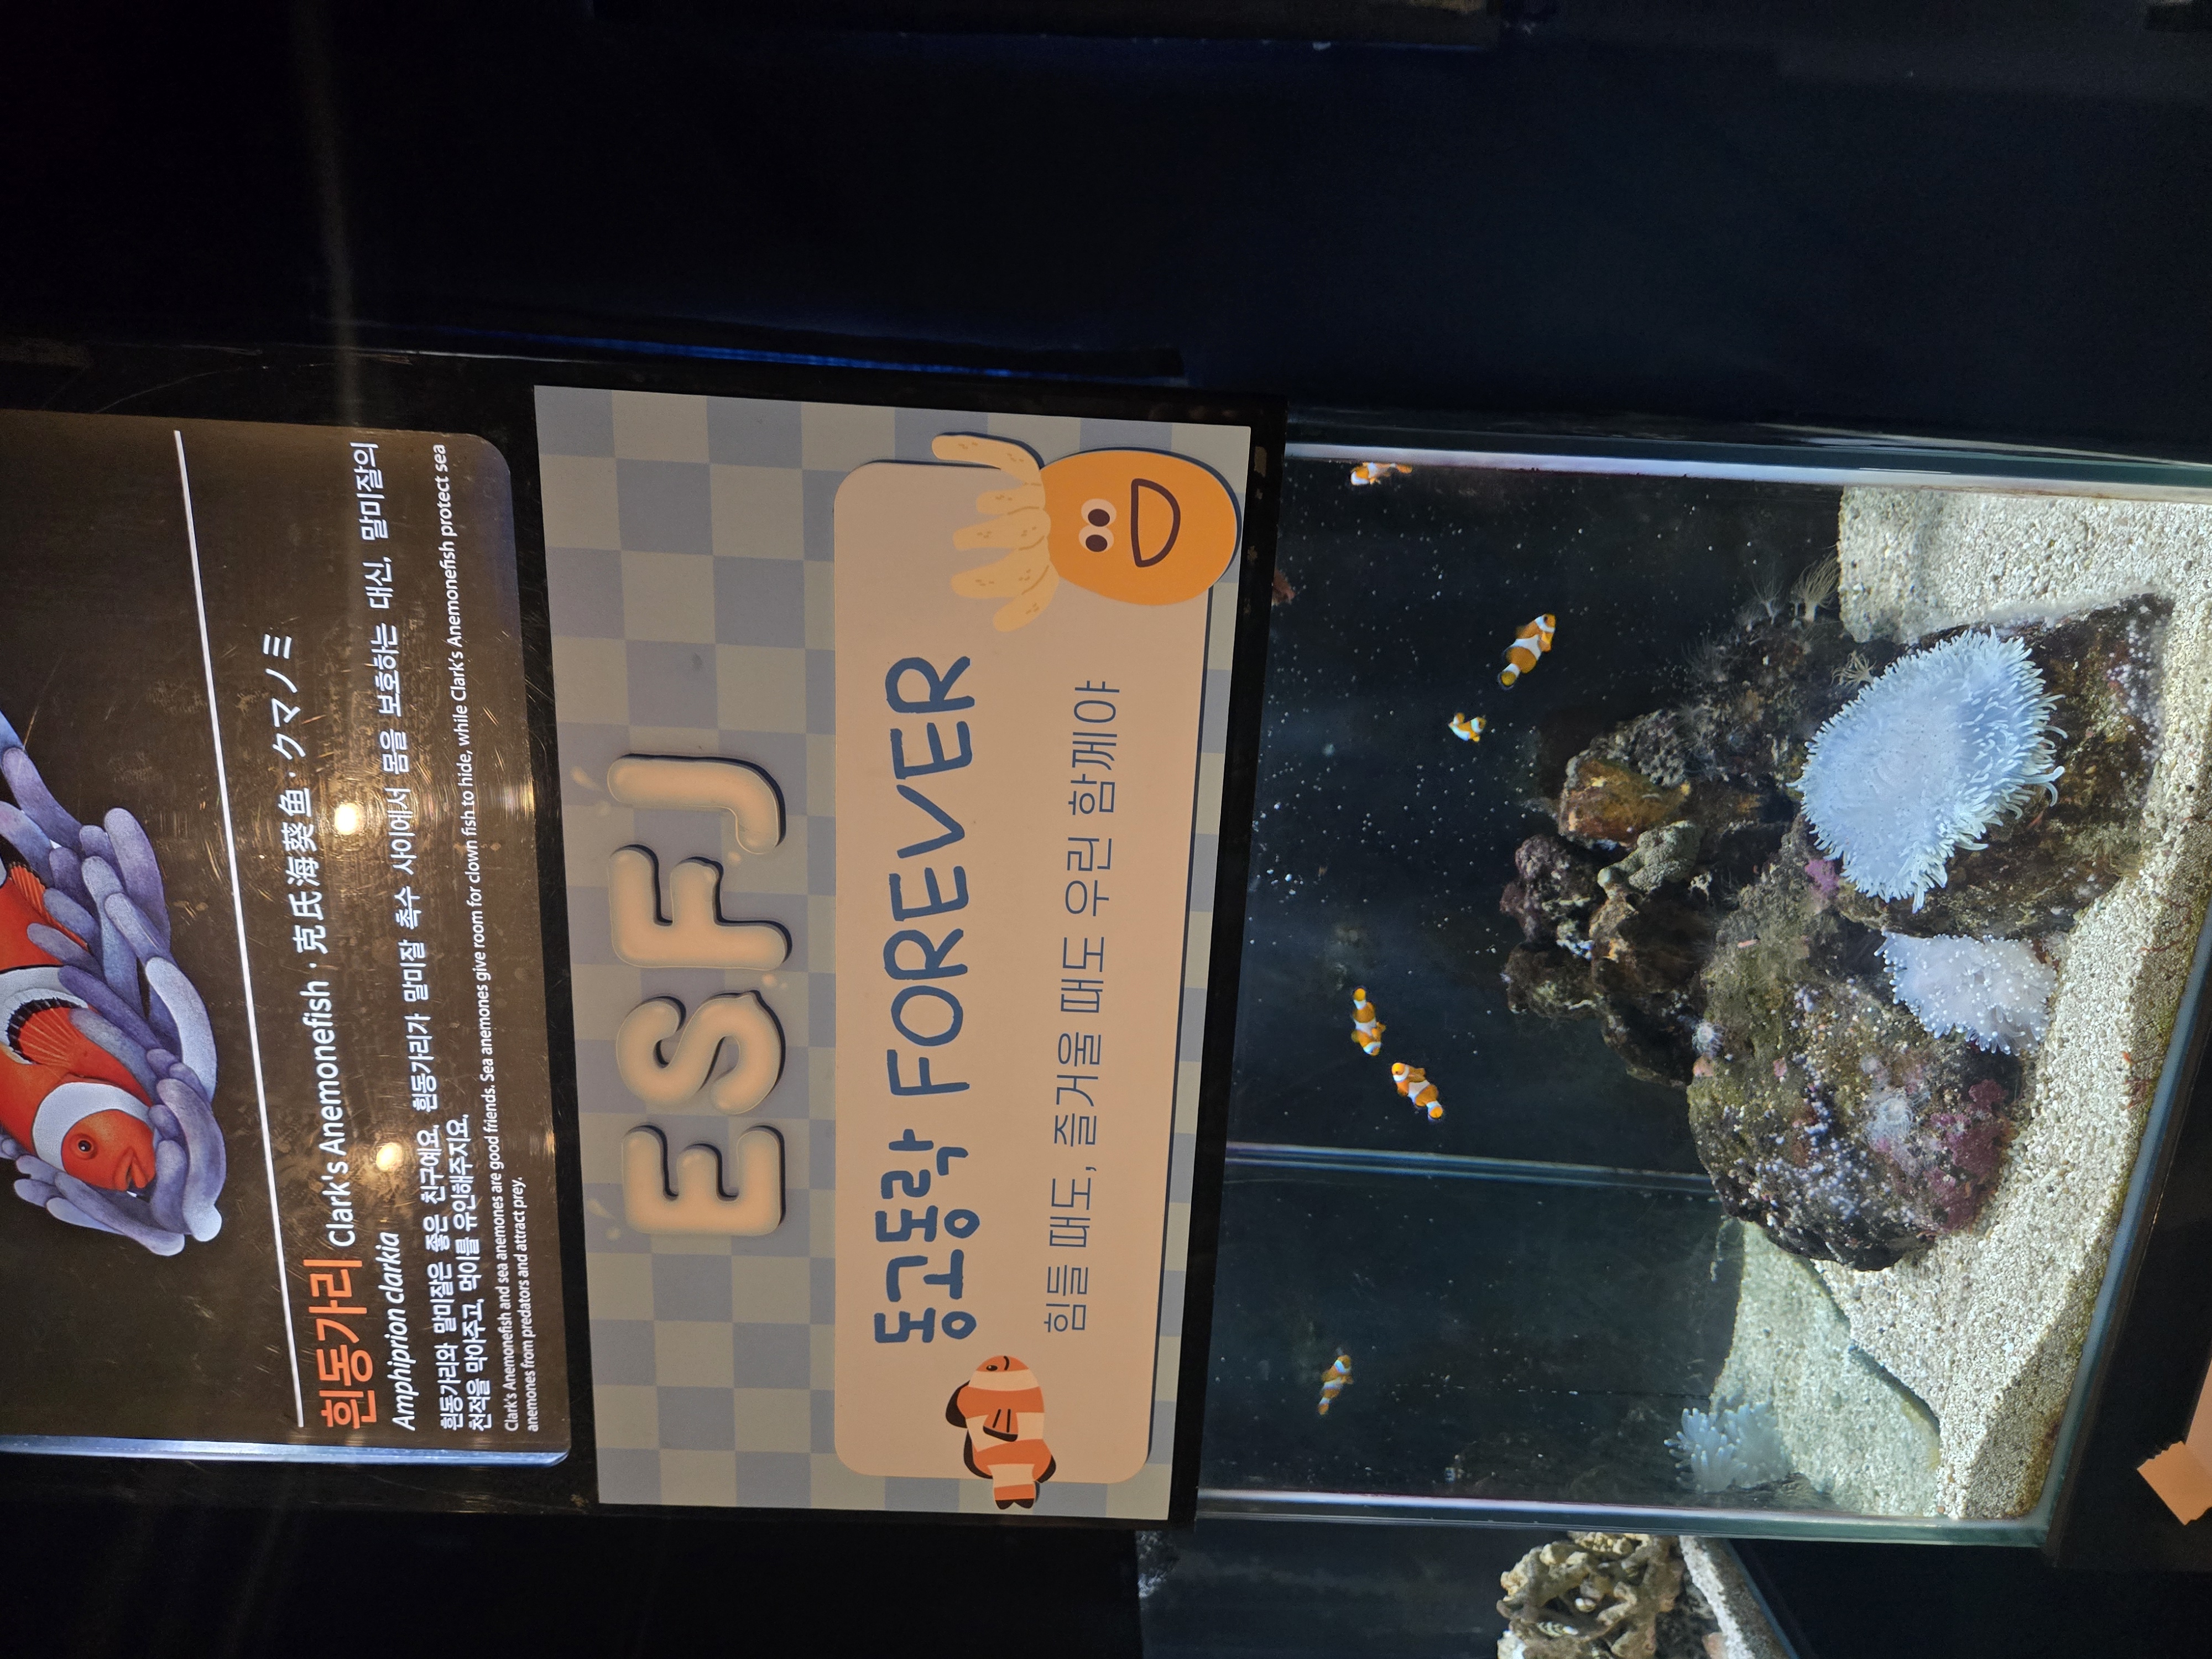 흰동가리 Clark's Anemonefish · 克氏海葵鱼 · クマノミ
Amphiprion clarkia
흰동가리와 말미잘은 좋은 친구예요. 흰동가리가 말미잘 촉수 사이에서 몸을 보호하는 대신, 말미잘의
천적을 막아주고, 먹이를 유인해주지요.
Clark's Anemonefish and sea anemones are good friends. Sea anemones give room for clown fish to hide, while Clark's Anemonefish protect sea
anemones from predators and attract prey.
ESFJ
동고동락 FOREVER
힘들 때도, 즐거울 때도 우린 함께야